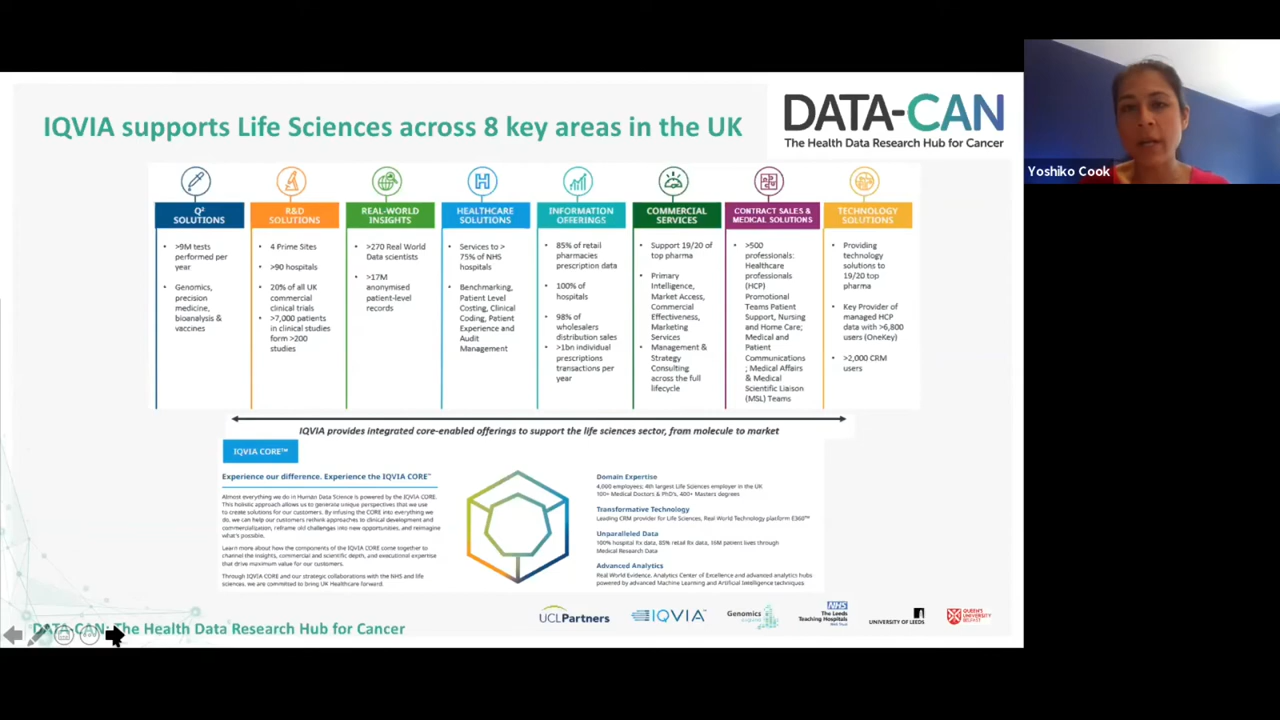 IQVIA supports Life Sciences across 8 key areas in the UK
DATA-CAN
The Health Data Research Hub for Cancer
Yoshiko Cook
Q² SOLUTIONS
• >9M tests
performed per
year
• Genomics,
precision
medicine,
bioanalysis &
vaccines
R&D
SOLUTIONS
• 4 Prime Sites
• >90 hospitals
• 20% of all UK
commercial
clinical trials
• >7,000 patients
in clinical studies
form >200
studies
REAL-WORLD
INSIGHTS
• >270 Real World
Data scientists
• >17M
anonymised
patient-level
records
HEALTHCARE
SOLUTIONS
• Services to >
75% of NHS
hospitals
• Benchmarking,
Patient Level
Costing, Clinical
Coding, Patient
Experience and
Audit
Management
INFORMATION
OFFERINGS
• 85% of retail
pharmacies
prescription data
• 100% of
hospitals
• 98% of
wholesalers
distribution sales
• >1bn individual
prescriptions
transactions per
year
COMMERCIAL
SERVICES
• Support 19/20 of
top pharma
• Primary
Intelligence,
Market Access,
Commercial
Effectiveness,
Marketing
Services
• Management &
Strategy
Consulting
across the full
lifecycle
CONTRACT SALES &
MEDICAL SOLUTIONS
• >500
professionals:
Healthcare
professionals
(HCP)
Promotional
Teams Patient
Support, Nursing
and Home Care;
Medical and
Patient
Communications
; Medical Affairs
& Medical
Scientific Liaison
(MSL) Teams
TECHNOLOGY
SOLUTIONS
• Providing
technology
solutions to
19/20 top
pharma
• Key Provider of
managed HCP
data with >6,800
users (OneKey)
• >2,000 CRM
users
IQVIA provides integrated core-enabled offerings to support the life sciences sector, from molecule to market
IQVIA CORE™
Experience our difference. Experience the IQVIA CORE™
Almost everything we do in Human Data Science is powered by the IQVIA CORE.
This holistic approach allows us to generate unique perspectives that we use
to create solutions for our customers. By infusing the CORE into everything we
do, we can help our customers rethink approaches to clinical development and
commercialization, reframe old challenges into new opportunities, and reimagine
what's possible.
Learn more about how the components of the IQVIA CORE come together to
channel the insights, commercial and scientific depth, and executional expertise
that drive maximum value for our customers.
Through IQVIA CORE and our strategic collaborations with the NHS and life
sciences, we are committed to bring UK Healthcare forward.
Domain Expertise
4,000 employees; 4th largest Life Sciences employer in the UK
100+ Medical Doctors & PhD's, 400+ Masters degrees
Transformative Technology
Leading CRM provider for Life Sciences, Real World Technology platform E360™
Unparalleled Data
100% hospital Rx data, 85% retail Rx data, patient lives through
Medical Research Data
Advanced Analytics
Real World Evidence, Analytics Center of Excellence and advanced analytics hubs
powered by advanced Machine Learning and Artificial Intelligence techniques
DATA-CAN: The Health Data Research Hub for Cancer
UCLPartners
IQVIA™
Genomics
england
NHS
The Leeds
Teaching Hospitals
UNIVERSITY OF LEEDS
QUEEN'S
UNIVERSITY
BELFAST